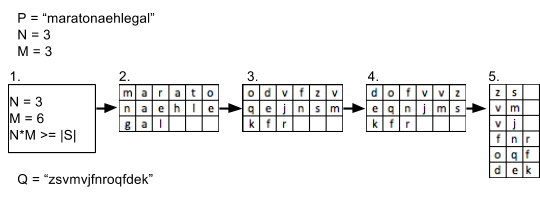 P = “maratonaehlegal”
N = 3
M = 3
1.
N = 3
M = 6
N*M >= |S|
2.
m a r a t o
n a e h l e
g a l
3.
o d v f z v
q e j n s m
k f r
4.
d o f v v z
e q n j m s
k f r
5.
z s
v m
v j
f n r
o q f
d e k
Q = “zsvmvjfnroqfdek”